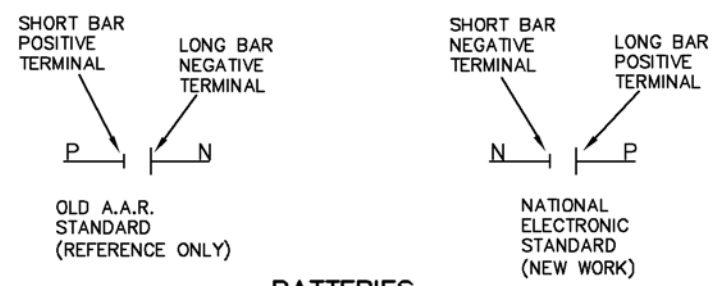 SHORT BAR
POSITIVE
TERMINAL
LONG BAR
NEGATIVE
TERMINAL
P
N
OLD A.A.R.
STANDARD
(REFERENCE ONLY)
SHORT BAR
NEGATIVE
TERMINAL
LONG BAR
POSITIVE
TERMINAL
N
P
NATIONAL
ELECTRONIC
STANDARD
(NEW WORK)
BATTERIES